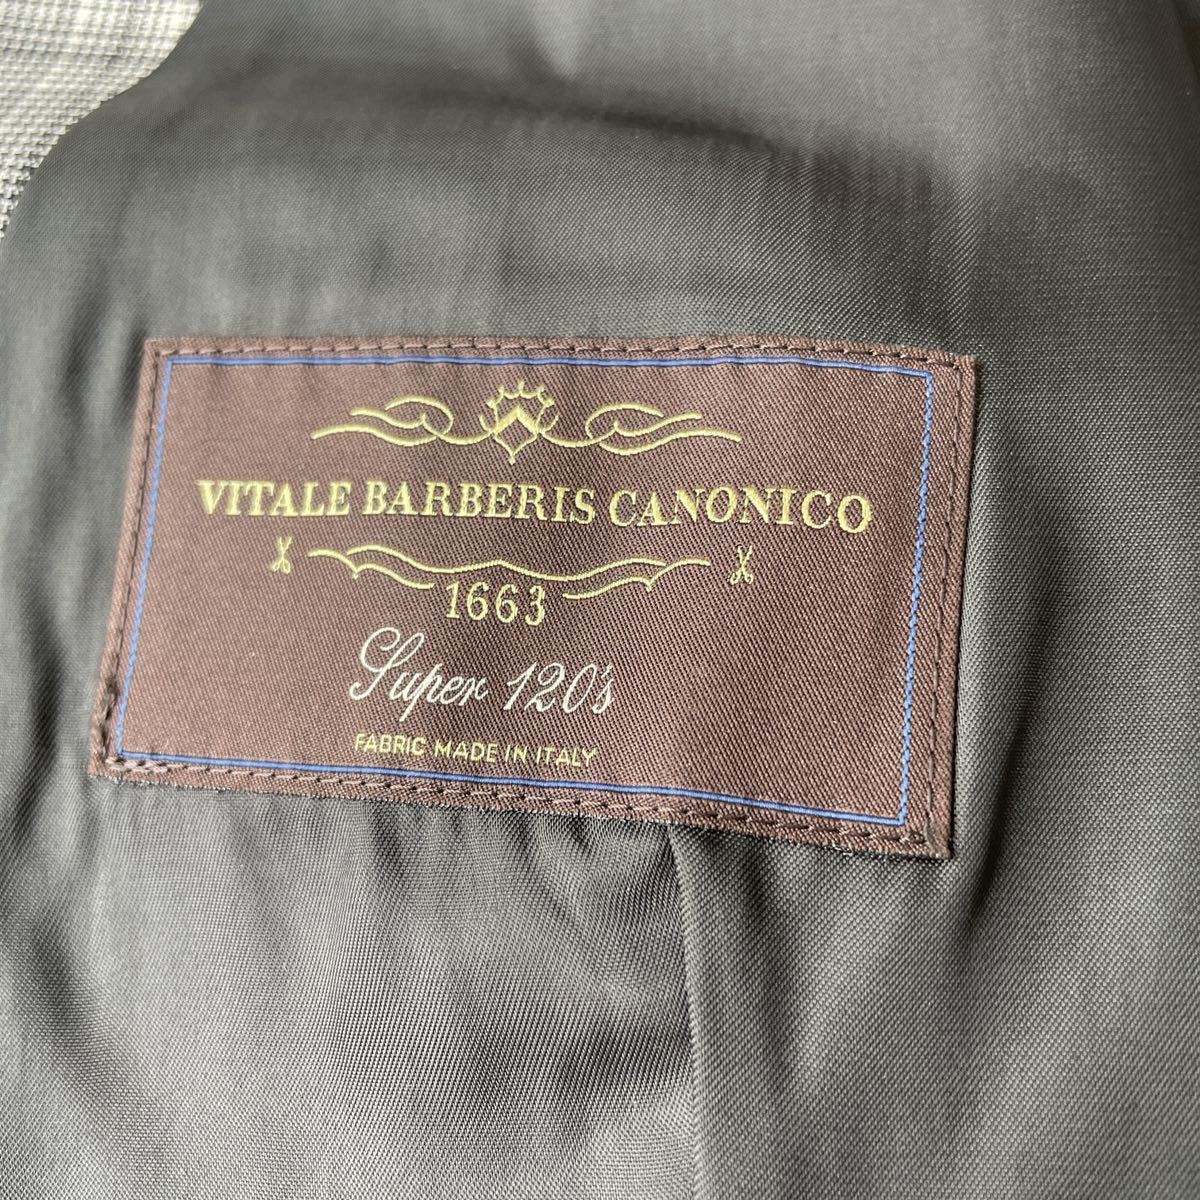 VITALE BARBERIS CANONICO
1663
Super 120's
FABRIC MADE IN ITALY